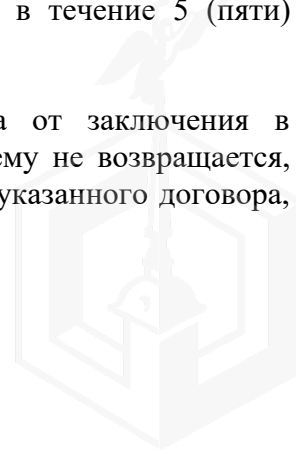 в течение 5 (пяти)
от заключения в
ему не возвращается,
указанного договора,